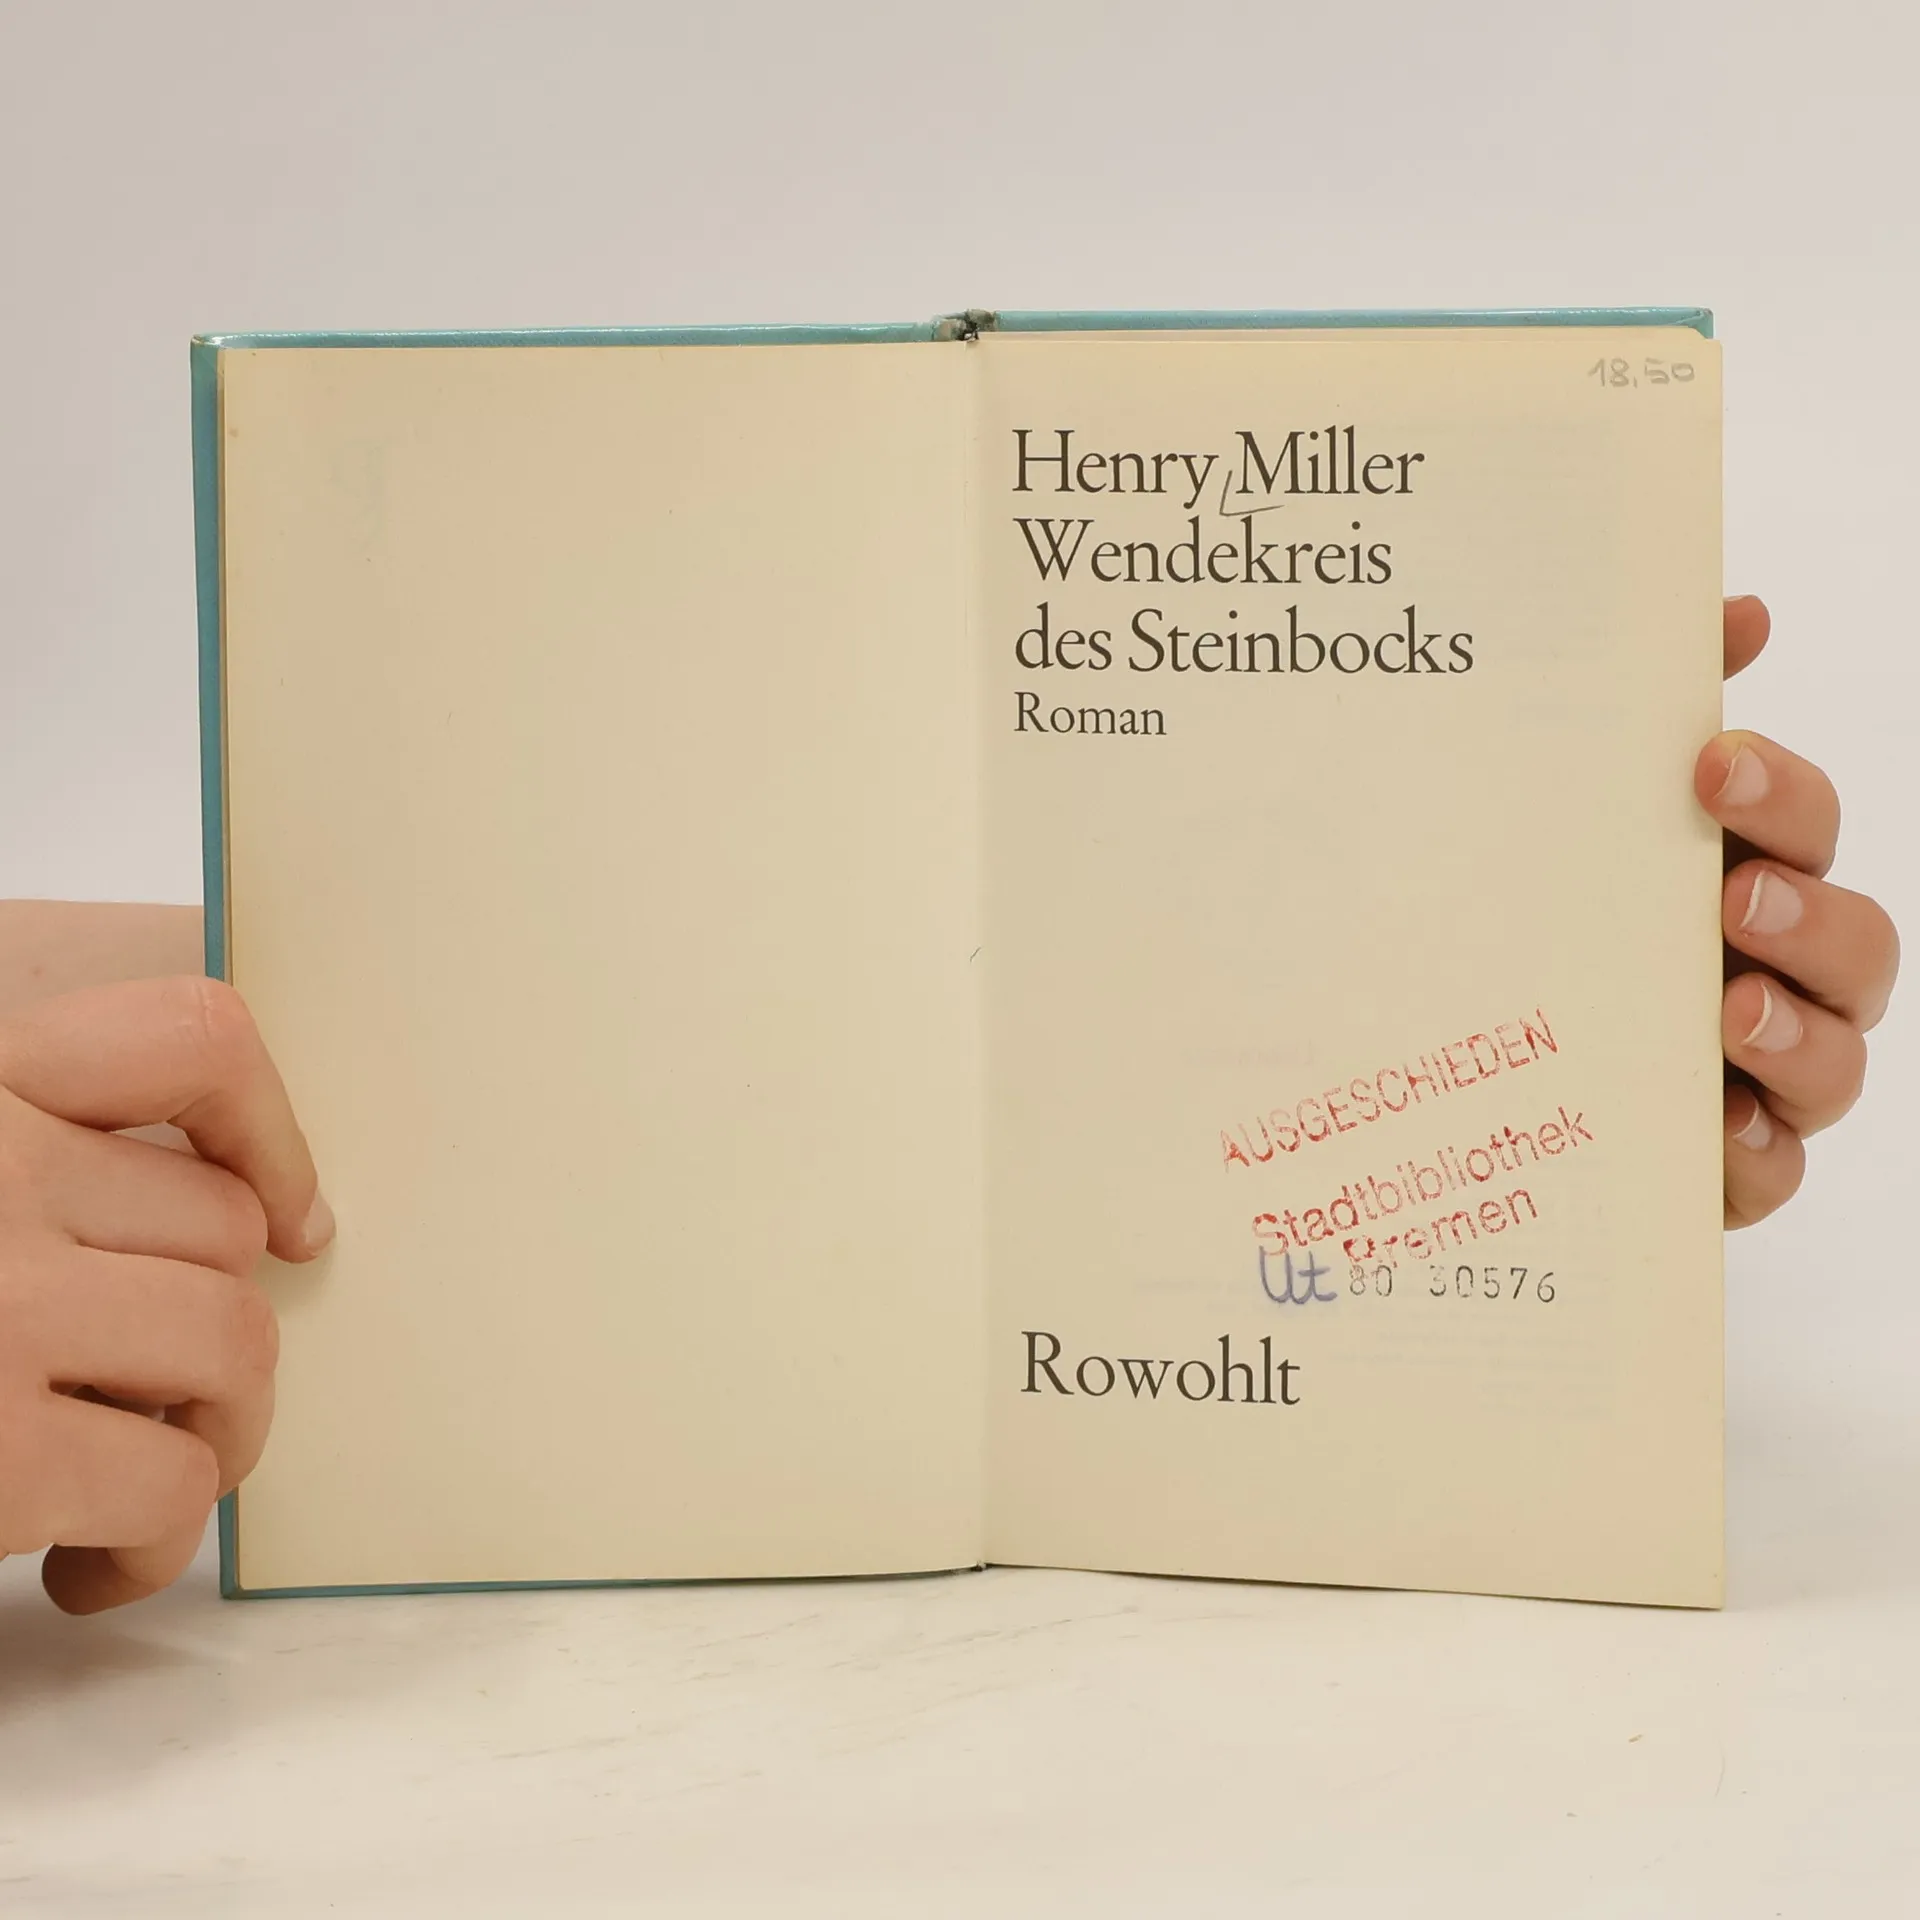 18,50
Henry Miller
Wendekreis
des Steinbocks
Roman
AUSGESCHIEDEN
Stadtbibliothek
Bremen
Ut 80 30576
Rowohlt